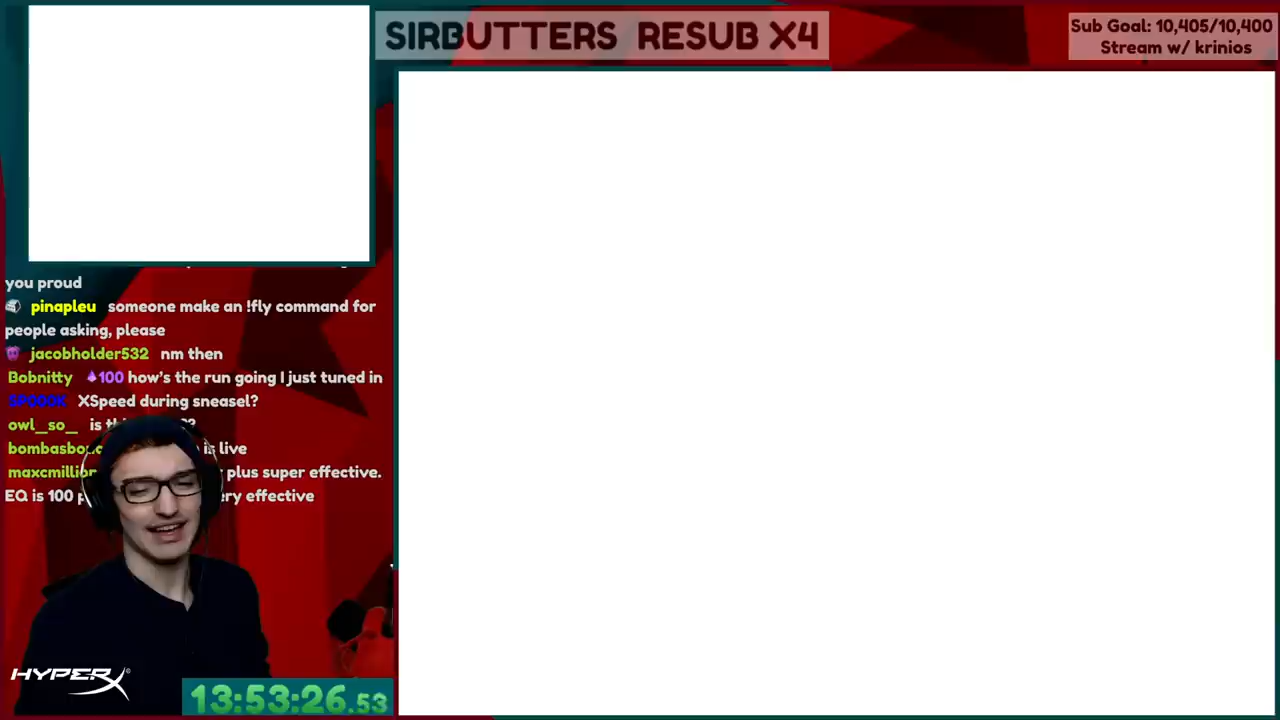 SIRBUTTERS RESUB X4
Sub Goal: 10,405/10,400
Stream w/ krinios
you proud
pinapleu someone make an !fly command for
people asking, please
jacobholder532 nm then
Bobnitty 100 how's the run going I just tuned in
SP000K XSpeed during sneasel?
owl_so_ is
is live
plus super effective.
EQ is 100 effective
HYPERX
13:53:26.53